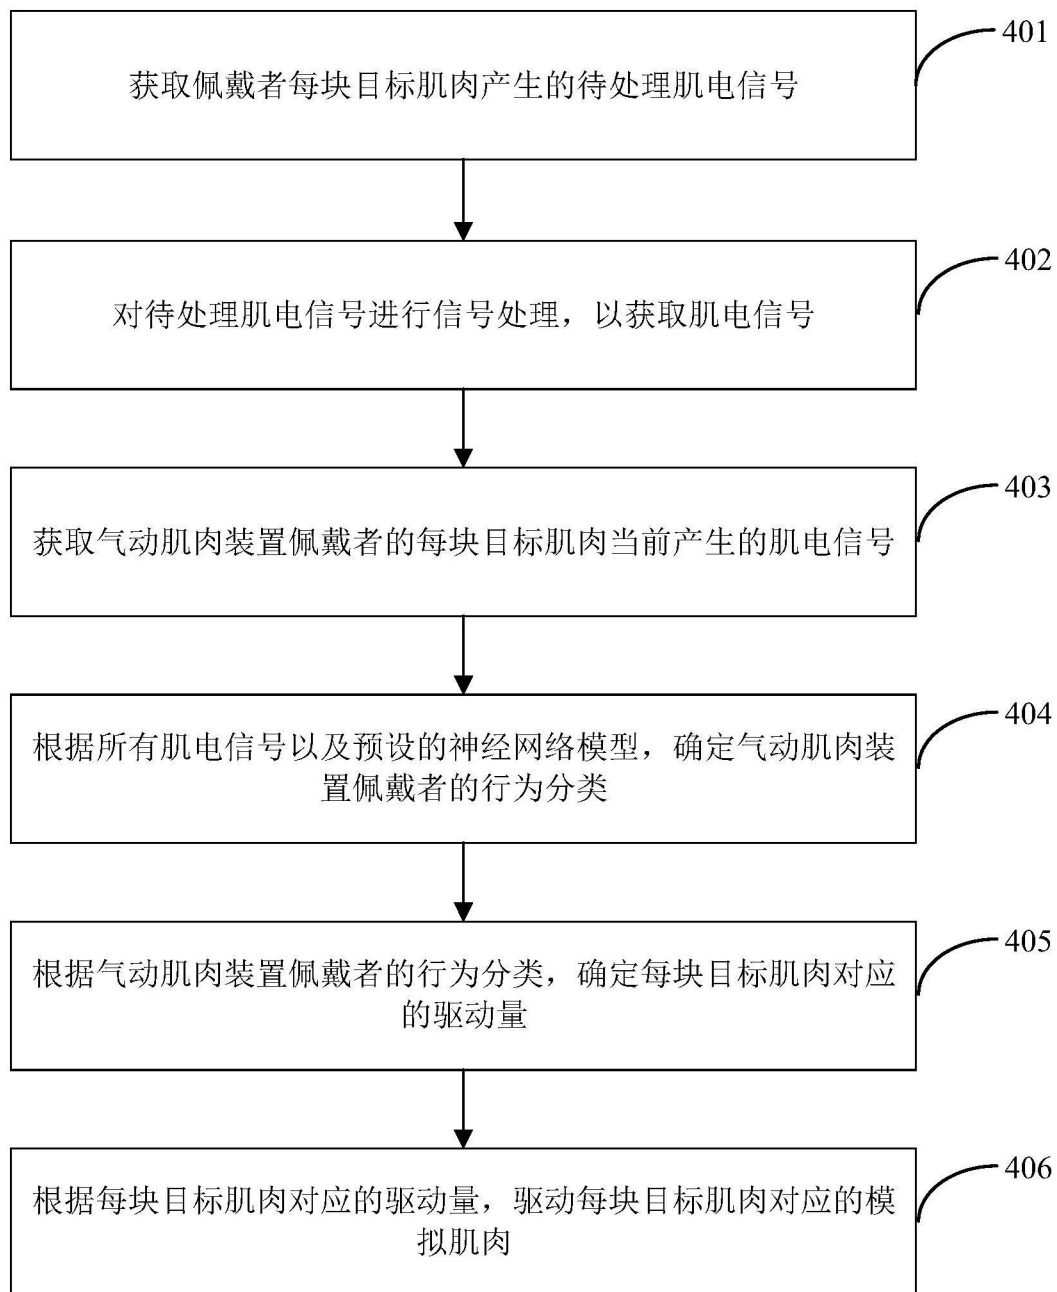 401
获取佩戴者每块目标肌肉产生的待处理肌电信号
402
对待处理肌电信号进行信号处理，以获取肌电信号
403
获取气动肌肉装置佩戴者的每块目标肌肉当前产生的肌电信号
404
根据所有肌电信号以及预设的神经网络模型，确定气动肌肉装
置佩戴者的行为分类
405
根据气动肌肉装置佩戴者的行为分类，确定每块目标肌肉对应
的驱动量
406
根据每块目标肌肉对应的驱动量，驱动每块目标肌肉对应的模
拟肌肉